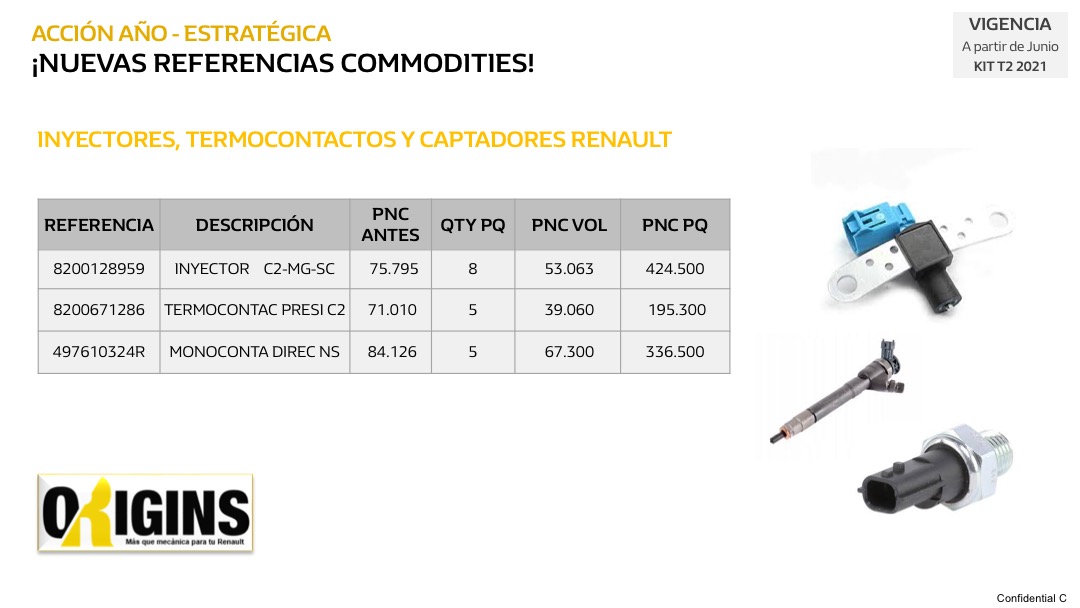 ACCIÓN AÑO - ESTRATÉGICA
¡NUEVAS REFERENCIAS COMMODITIES!
VIGENCIA
A partir de Junio
KIT T2 2021
INYECTORES, TERMOCONTACTOS Y CAPTADORES RENAULT
REFERENCIA DESCRIPCIÓN PNC ANTES QTY PQ PNC VOL PNC PQ
8200128959 INYECTOR C2-MG-SC 75.795 8 53.063 424.500
8200671286 TERMOCONTAC PRESI C2 71.010 5 39.060 195.300
497610324R MONOCONTA DIREC NS 84.126 5 67.300 336.500
ORIGINS
Más que mecánica para tu Renault
Confidential C